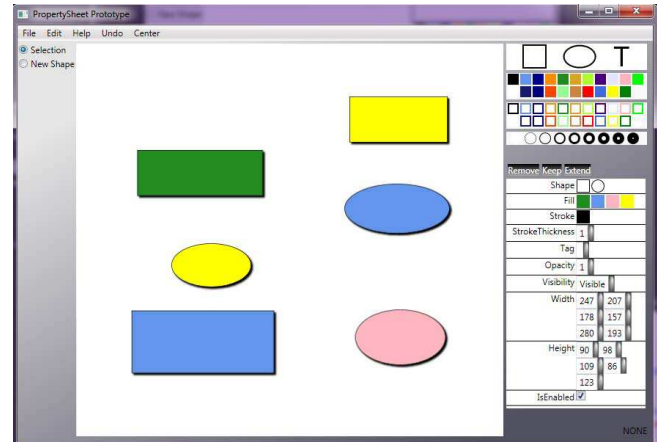 PropertySheet Prototype
File Edit Help Undo Center
Selection
New Shape
T
Remove Keep Extend
Shape
Fill
Stroke
StrokeThickness 1
Tag
Opacity 1
Visibility Visible
Width 247 207
178 157
280 193
Height 90 98
109 86
123
IsEnabled
NONE